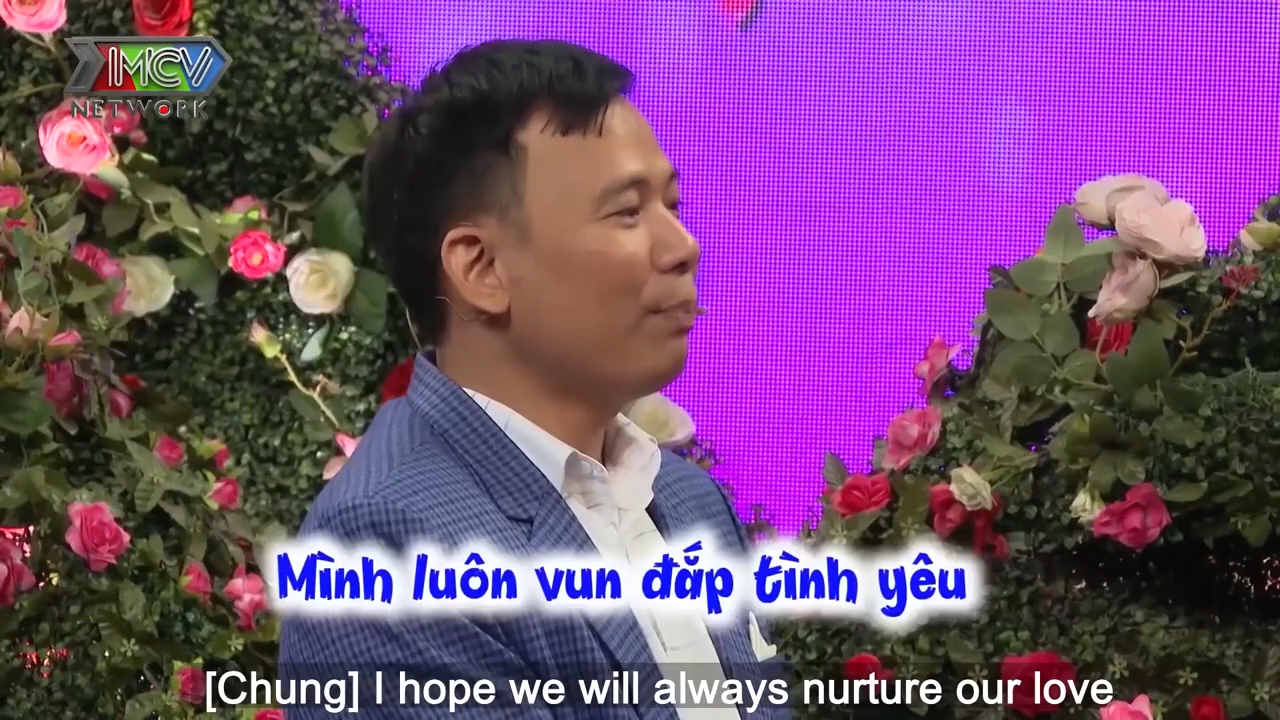 MCV
NETWORK
Mình luôn vun đắp tình yêu
[Chung] I hope we will always nurture our love